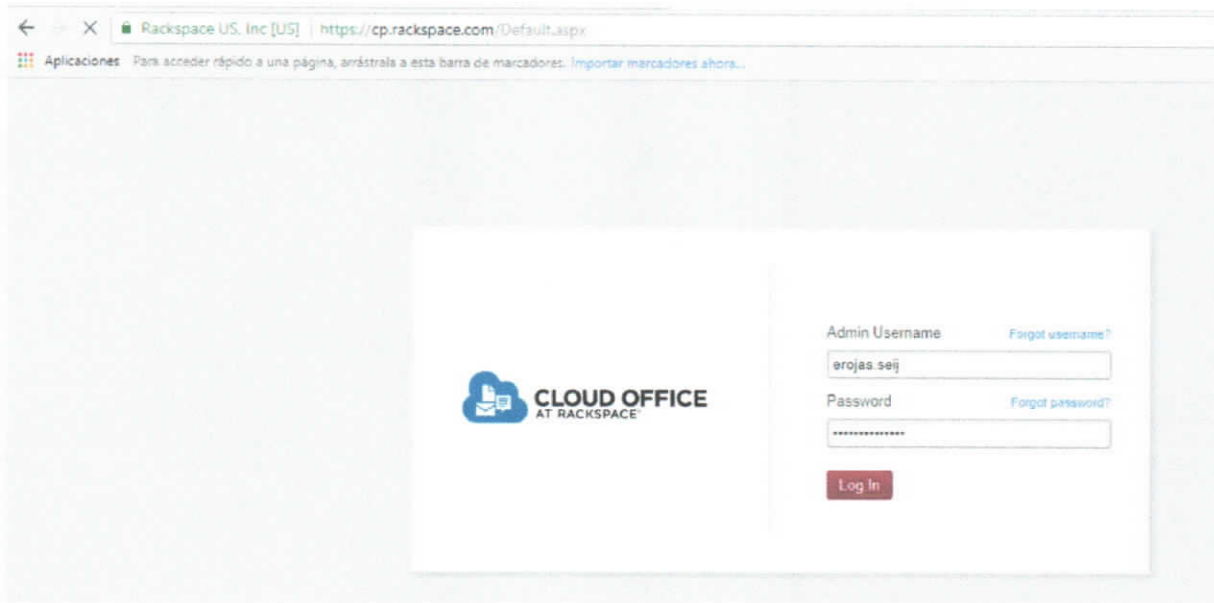 Rackspace US, Inc [US] | https://cp.rackspace.com/Default.aspx
Aplicaciones Para acceder rápido a una página, arrástrala a esta barra de marcadores. Importar marcadores ahora...
Admin Username Forgot username?
erojas.seij
CLOUD OFFICE
AT RACKSPACE
Password Forgot password?
••••••••••••••
Log In